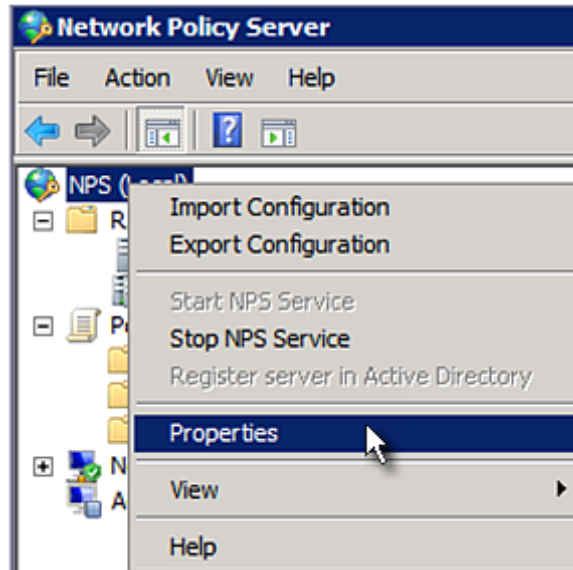 Network Policy Server
File Action View Help
NPS (Local)
Import Configuration
Export Configuration
Start NPS Service
Stop NPS Service
Register server in Active Directory
Properties
View
Help